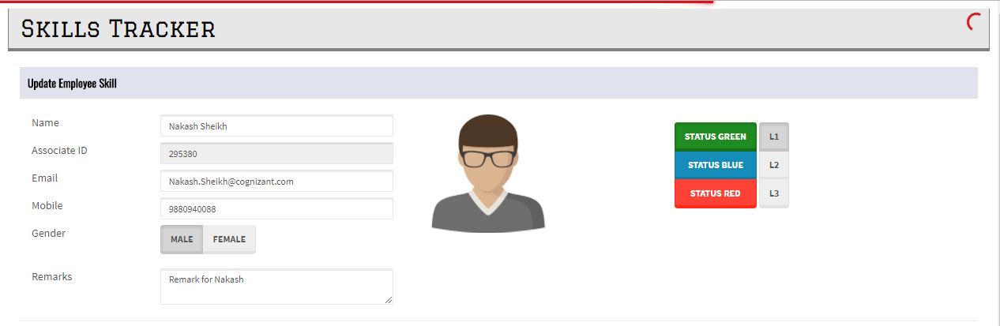 Skills Tracker
Update Employee Skill
Name
Nakash Sheikh
Associate ID
295380
Email
Nakash.Sheikh@cognizant.com
Mobile
9880940088
Gender
MALE FEMALE
Remarks
Remark for Nakash
STATUS GREEN L1
STATUS BLUE L2
STATUS RED L3